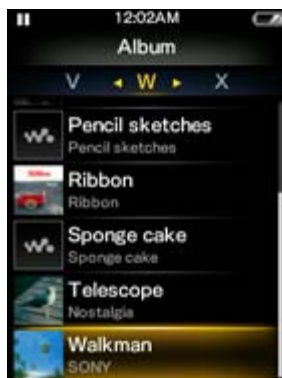 12:02AM
Album
V W X
Pencil sketches
Pencil sketches
Ribbon
Ribbon
Sponge cake
Sponge cake
Telescope
Nostalgia
Walkman
SONY